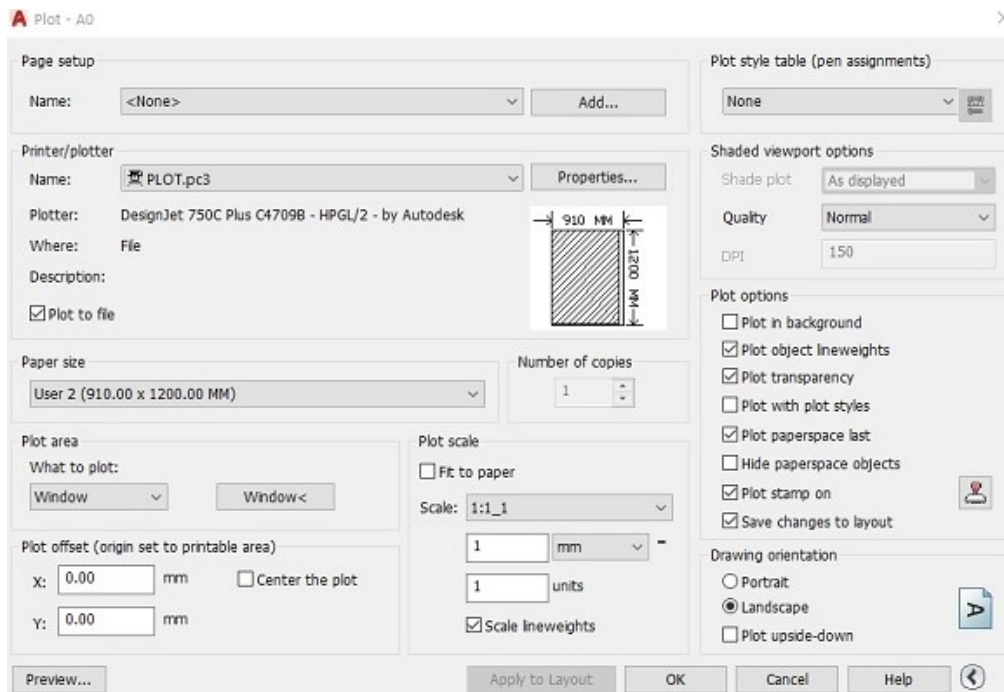 Plot - A0
Page setup
Name: <None> Add...
Plot style table (pen assignments)
None
Printer/plotter
Name: PLOT.pc3 Properties...
Plotter: DesignJet 750C Plus C4709B - HPGL/2 - by Autodesk
Where: File
Description:
Plot to file
910 MM
1200 MM
Shaded viewport options
Shade plot As displayed
Quality Normal
DPI 150
Paper size
User 2 (910.00 x 1200.00 MM)
Number of copies
1
Plot options
Plot in background
Plot object lineweights
Plot transparency
Plot with plot styles
Plot paperspace last
Hide paperspace objects
Plot stamp on
Save changes to layout
Plot area
What to plot:
Window Window<
Plot scale
Fit to paper
Scale: 1:1_1
1 mm =
1 units
Scale lineweights
Plot offset (origin set to printable area)
X: 0.00 mm Center the plot
Y: 0.00 mm
Drawing orientation
Portrait
Landscape
Plot upside-down
Preview... Apply to Layout OK Cancel Help